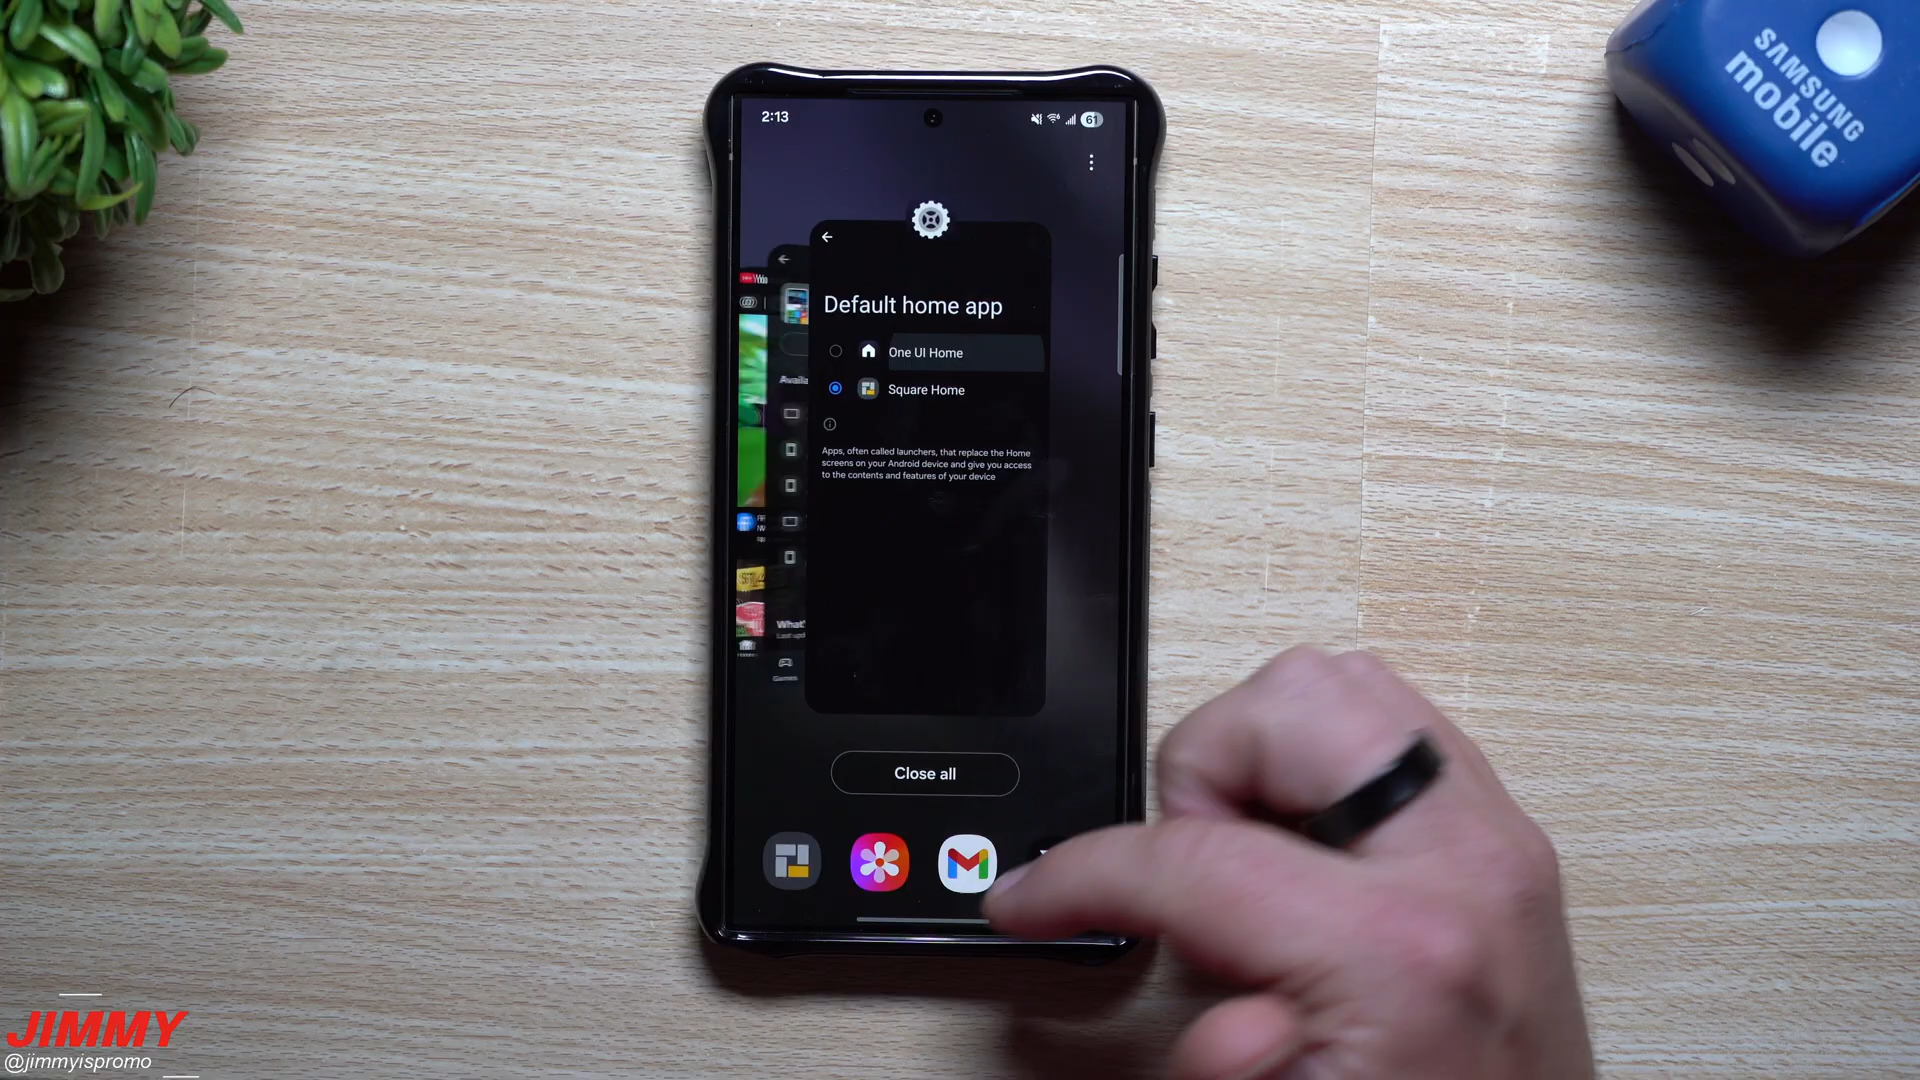 SAMSUNG
mobile
2:13
61
Default home app
One UI Home
Square Home
Apps, often called launchers, that replace the Home
screens on your Android device and give you access
to the contents and features of your device
What'
Games
Close all
JIMMY
@jimmyispromo